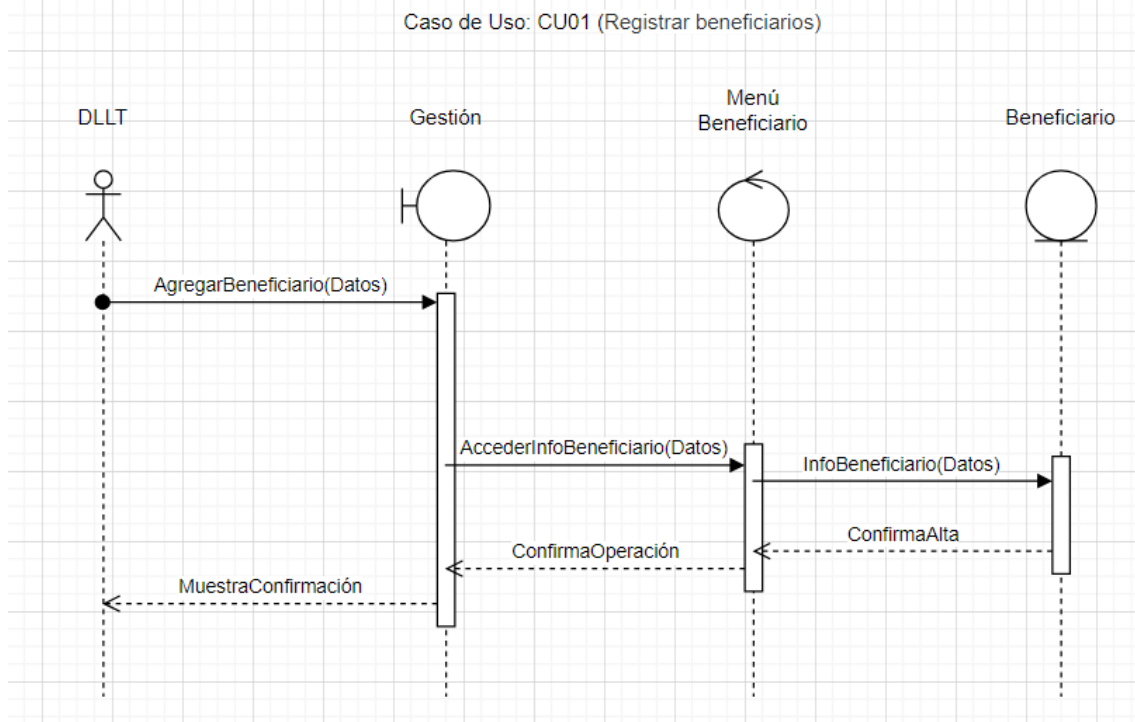 Caso de Uso: CU01 (Registrar beneficiarios)
DLLT
Gestión
Menú
Beneficiario
Beneficiario
AgregarBeneficiario(Datos)
AccederInfoBeneficiario(Datos)
InfoBeneficiario(Datos)
ConfirmaAlta
ConfirmaOperación
MuestraConfirmación